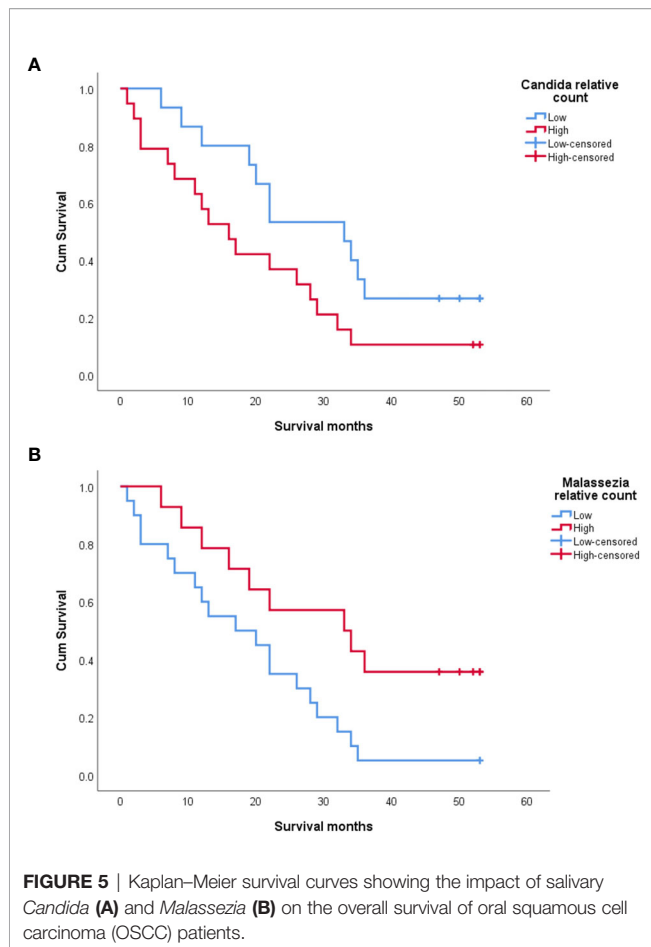 A
Candida relative
count
Low
High
Low-censored
High-censored
1.0
0.8
0.6
0.4
0.2
0.0
Cum Survival
0
10
20
30
40
50
60
Survival months
B
Malassezia
relative count
Low
High
Low-censored
High-censored
1.0
0.8
0.6
0.4
0.2
0.0
Cum Survival
0
10
20
30
40
50
60
Survival months
FIGURE 5 | Kaplan–Meier survival curves showing the impact of salivary
Candida (A) and Malassezia (B) on the overall survival of oral squamous cell
carcinoma (OSCC) patients.